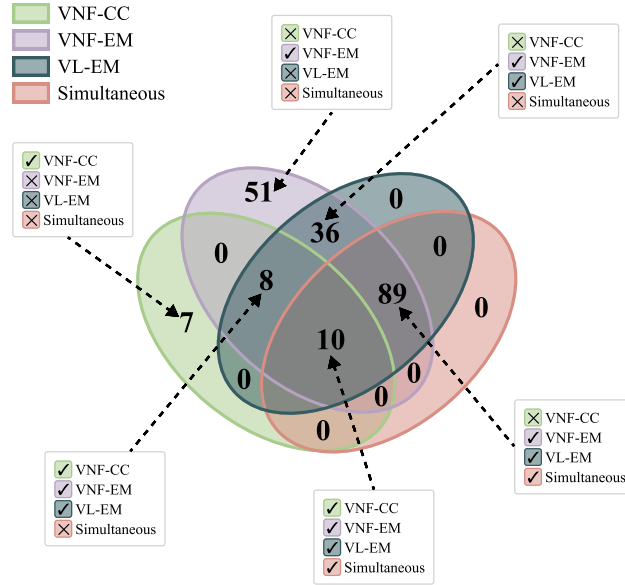 VNF-CC
VNF-EM
VL-EM
Simultaneous
VNF-CC
VNF-EM
VL-EM
Simultaneous
VNF-CC
VNF-EM
VL-EM
Simultaneous
VNF-CC
VNF-EM
VL-EM
Simultaneous
51
0
36
0
0
8
89
0
7
10
0
0
0
0
VNF-CC
VNF-EM
VL-EM
Simultaneous
VNF-CC
VNF-EM
VL-EM
Simultaneous
VNF-CC
VNF-EM
VL-EM
Simultaneous